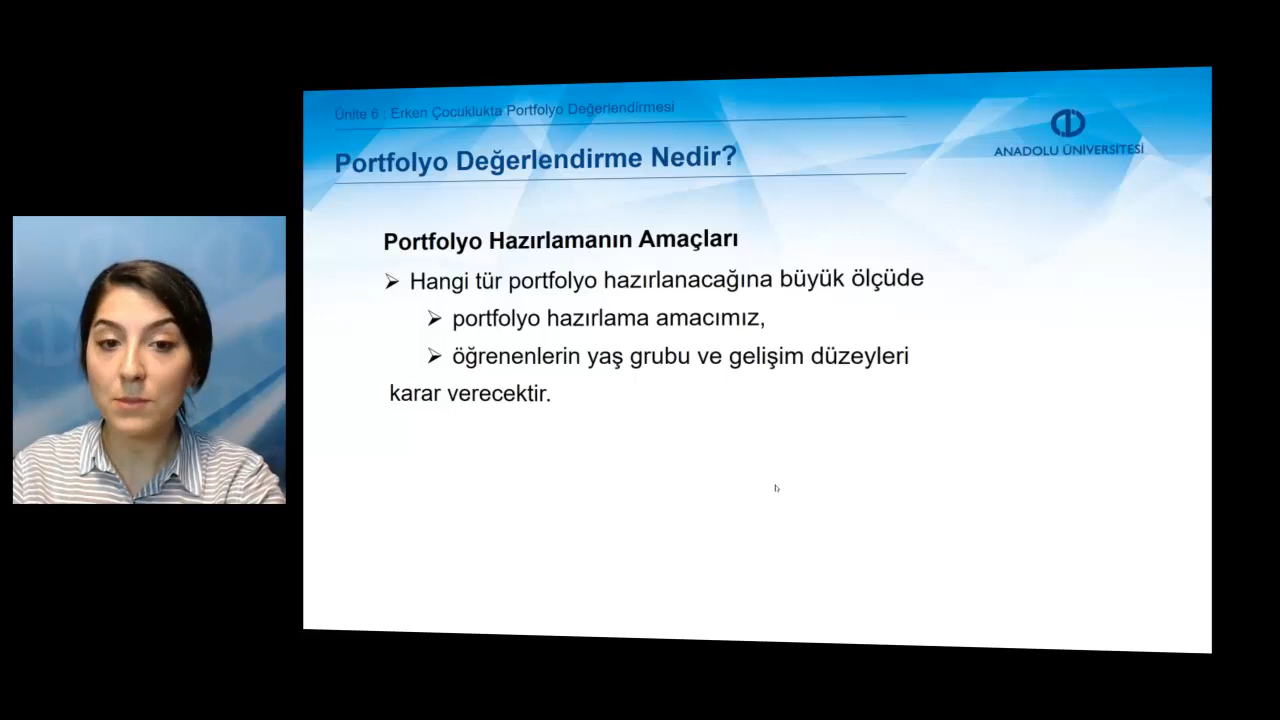 Ünite 6 : Erken Çocuklukta Portfolyo Değerlendirmesi
ANADOLU ÜNİVERSİTESİ
Portfolyo Değerlendirme Nedir?
Portfolyo Hazırlamanın Amaçları
➢ Hangi tür portfolyo hazırlanacağına büyük ölçüde
➢ portfolyo hazırlama amacımız,
➢ öğrenenlerin yaş grubu ve gelişim düzeyleri
karar verecektir.